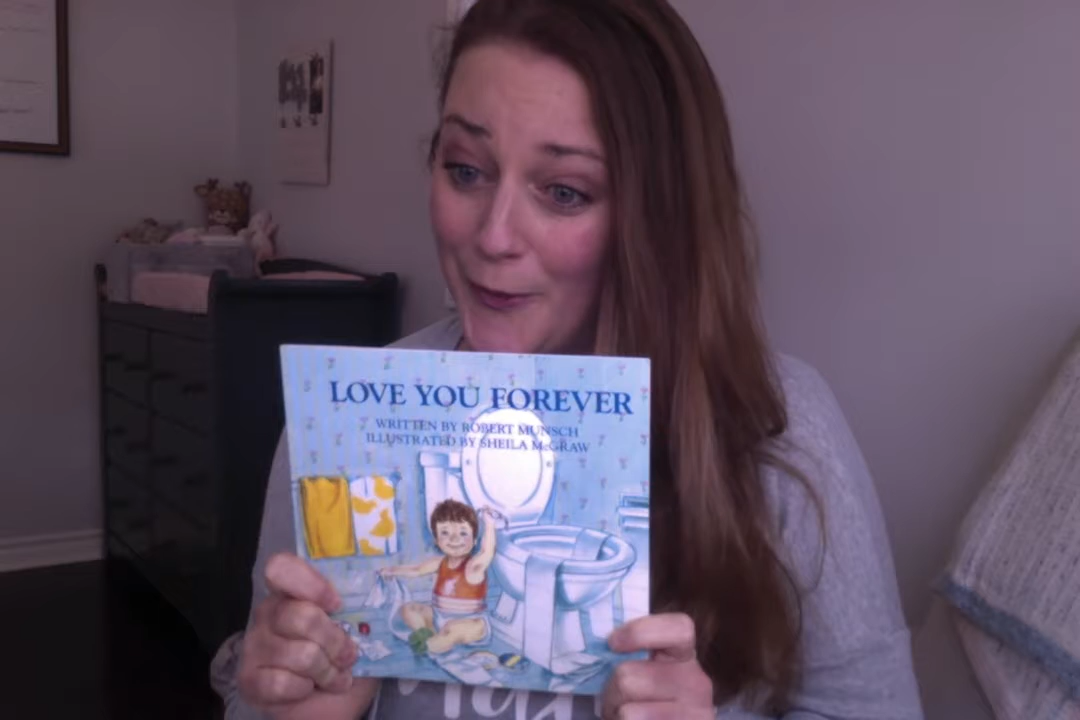 LOVE YOU FOREVER
WRITTEN BY ROBERT MUNSCH
ILLUSTRATED BY SHEILA McGRAW